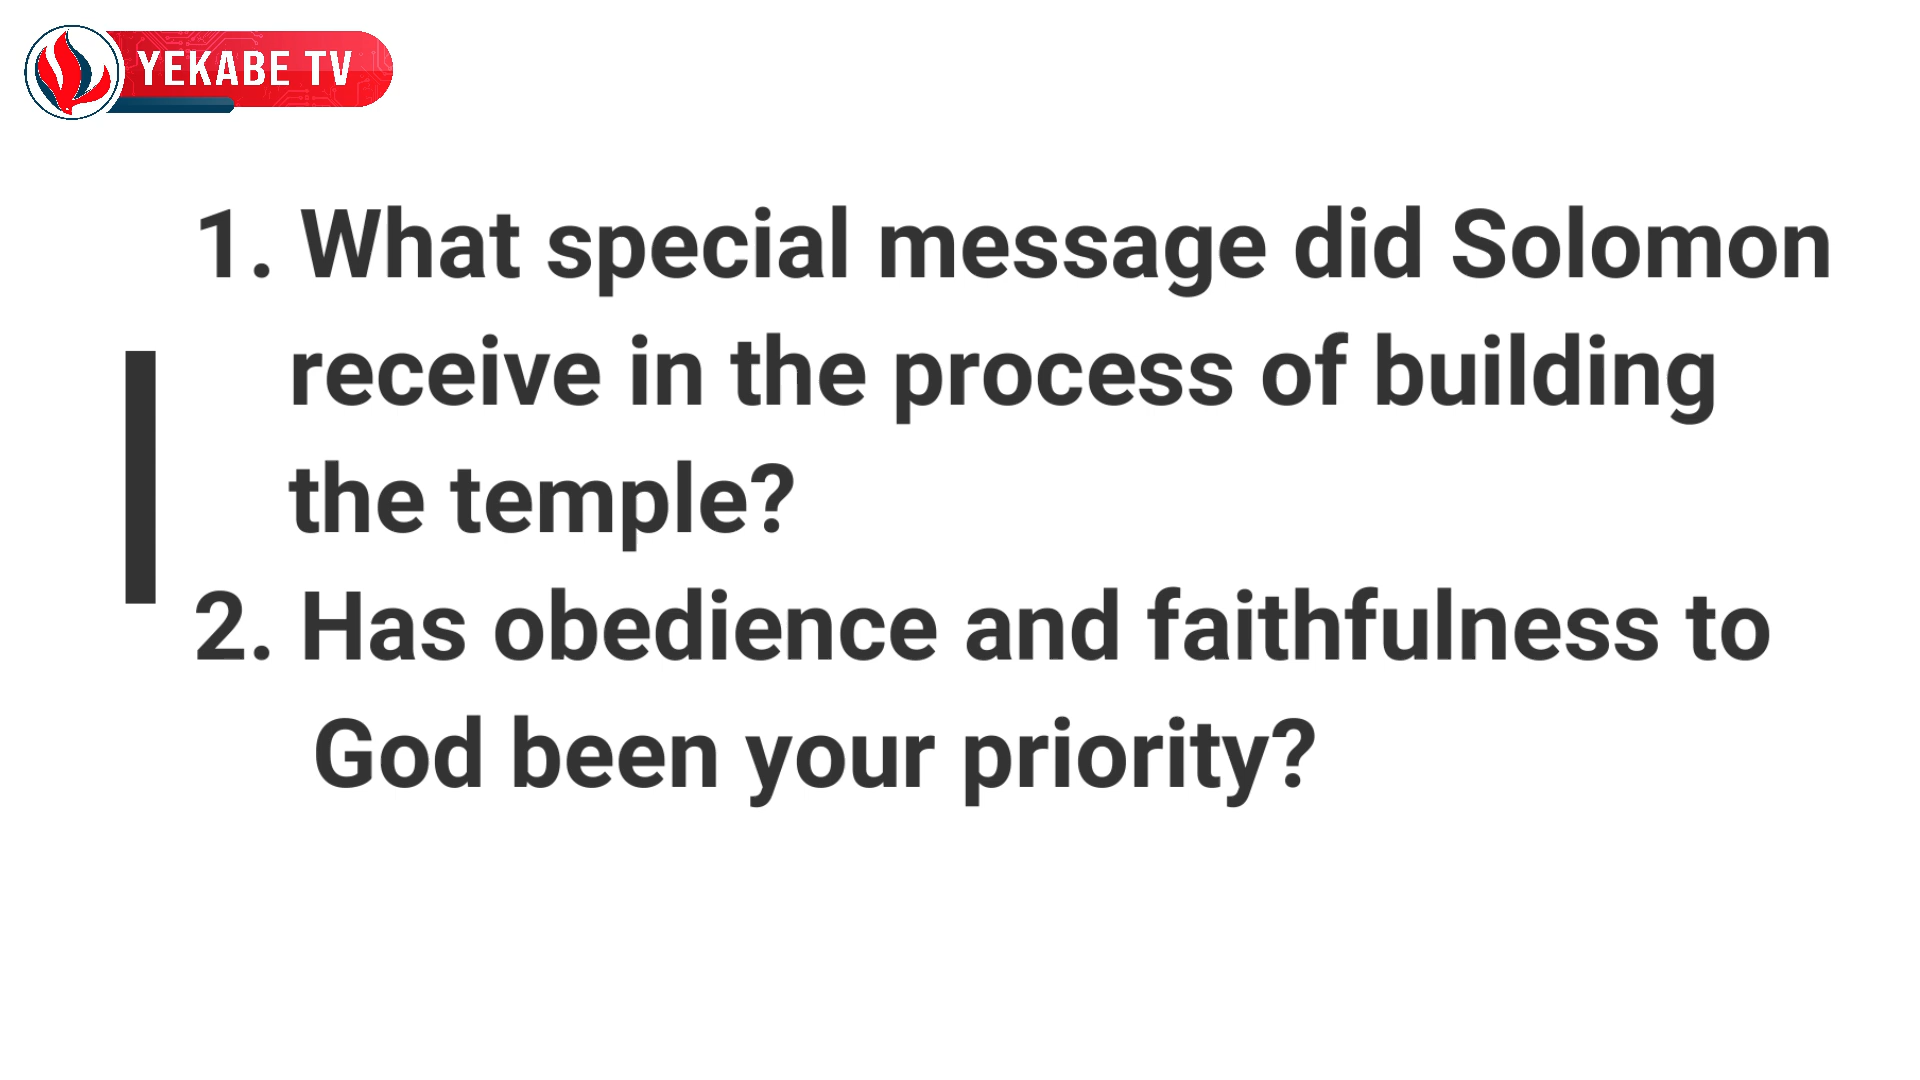 YEKABE TV
1. What special message did Solomon
receive in the process of building
the temple?
2. Has obedience and faithfulness to
God been your priority?